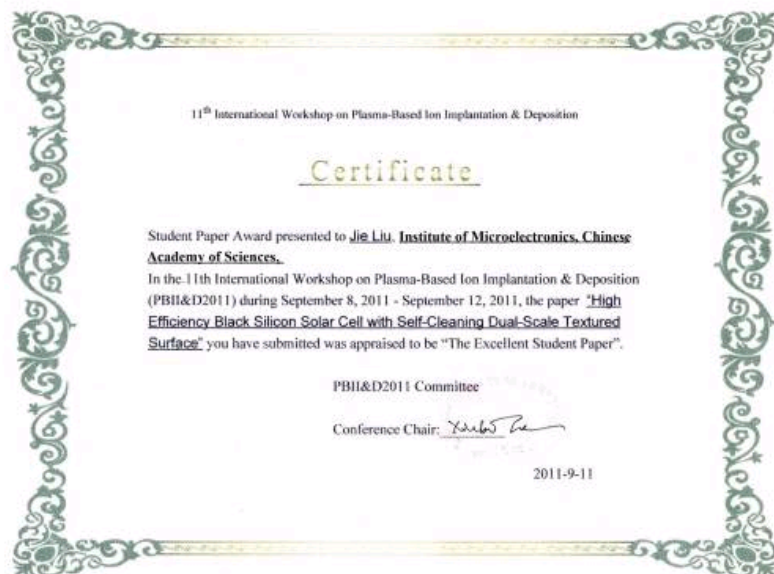 11th International Workshop on Plasma-Based Ion Implantation & Deposition
Certificate
Student Paper Award presented to Jie Liu, Institute of Microelectronics, Chinese
Academy of Sciences,
In the 11th International Workshop on Plasma-Based Ion Implantation & Deposition
(PBII&D2011) during September 8, 2011 - September 12, 2011, the paper "High
Efficiency Black Silicon Solar Cell with Self-Cleaning Dual-Scale Textured
Surface" you have submitted was appraised to be “The Excellent Student Paper”.
PBII&D2011 Committee
Conference Chair:
2011-9-11